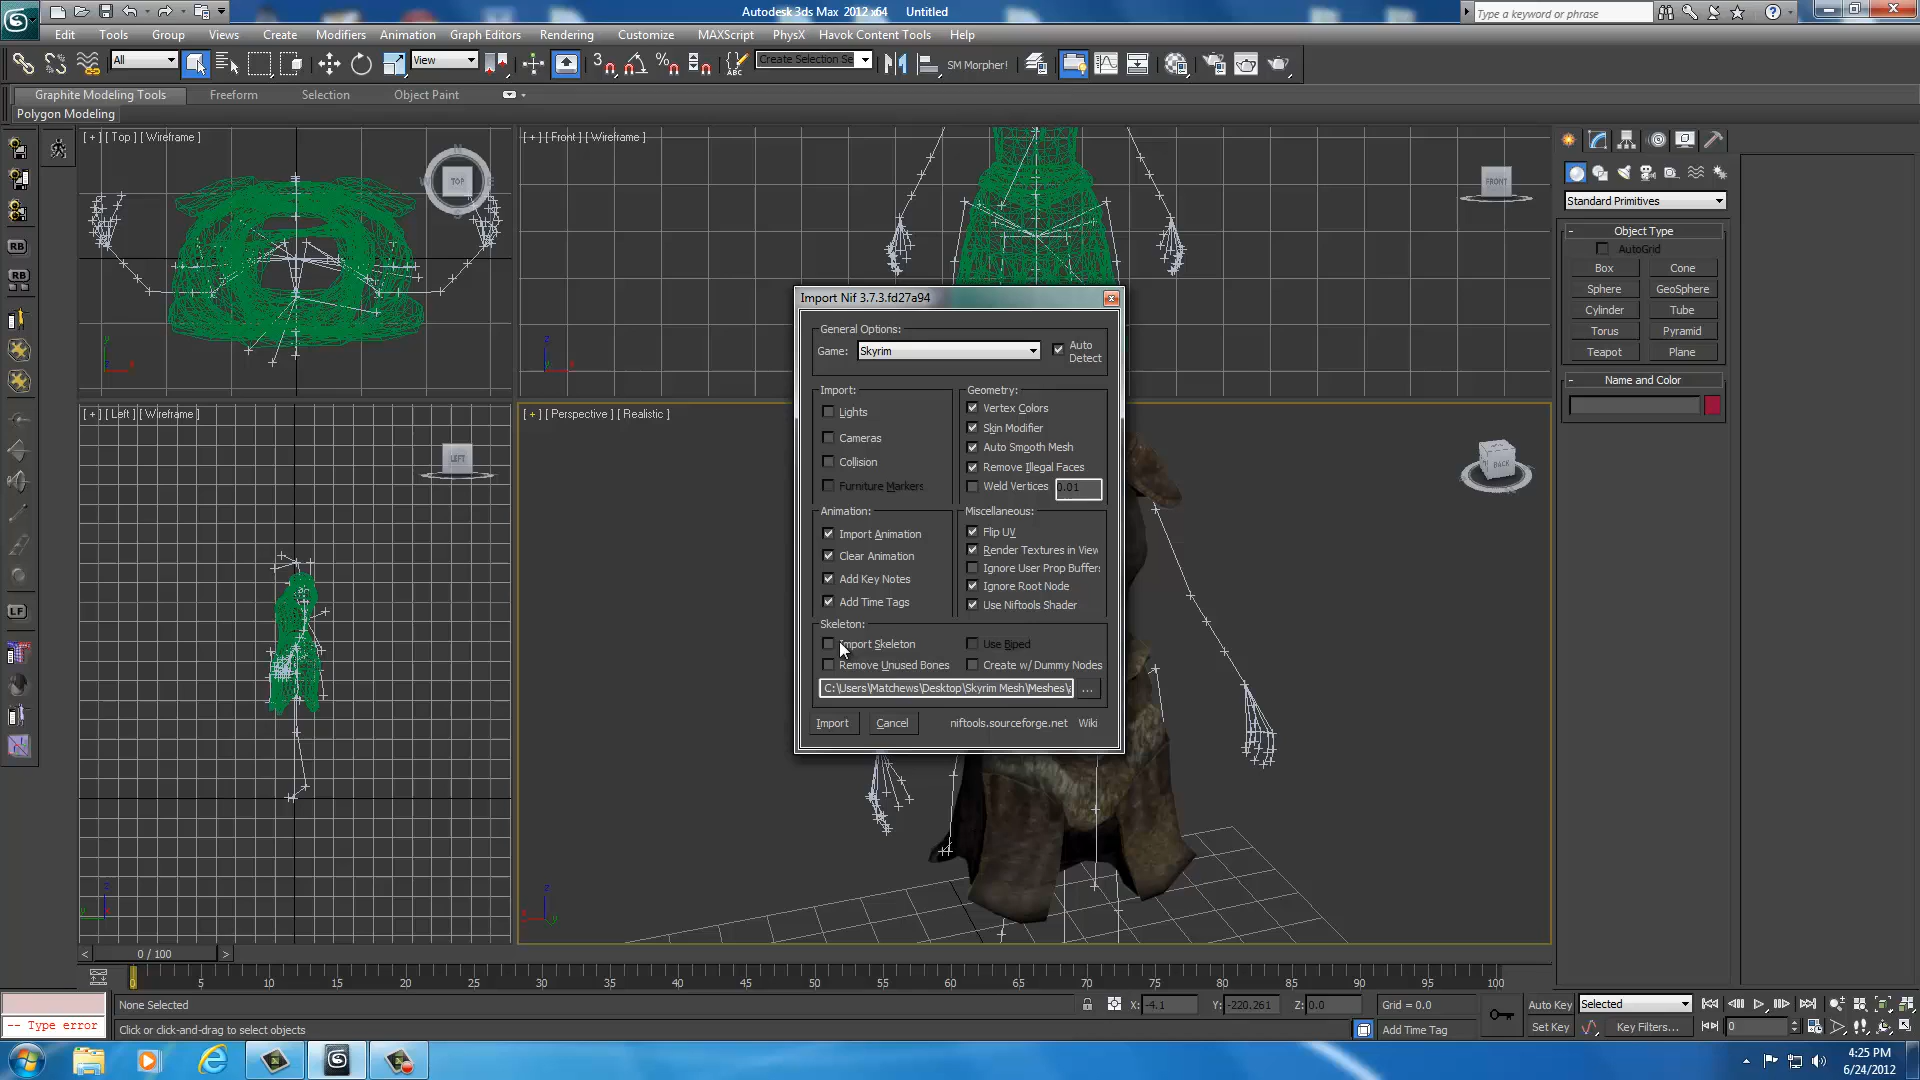 Autodesk 3ds Max 2012 x64 Untitled
Type a keyword or phrase
Edit Tools Group Views Create Modifiers Animation Graph Editors Rendering Customize MAXScript PhysX Havok Content Tools Help
All View Create Selection Se SM Morpher!
Graphite Modeling Tools Freeform Selection Object Paint
Polygon Modeling
[ + ] [ Top ] [ Wireframe ]
[ + ] [ Front ] [ Wireframe ]
TOP
FRONT
Standard Primitives
Object Type
AutoGrid
Box Cone
Sphere GeoSphere
Cylinder Tube
Torus Pyramid
Teapot Plane
Name and Color
RB
RB
LF
[ + ] [ Left ] [ Wireframe ]
[ + ] [ Perspective ] [ Realistic ]
LEFT
BACK
Import Nif 3.7.3.fd27a94
General Options:
Game: Skyrim Auto Detect
Import:
Lights
Cameras
Collision
Furniture Markers
Geometry:
Vertex Colors
Skin Modifier
Auto Smooth Mesh
Remove Illegal Faces
Weld Vertices 0.01
Animation:
Import Animation
Clear Animation
Add Key Notes
Add Time Tags
Miscellaneous:
Flip UV
Render Textures in View
Ignore User Prop Buffer
Ignore Root Node
Use Niftools Shader
Skeleton:
Import Skeleton Use Biped
Remove Unused Bones Create w/ Dummy Nodes
C:\Users\Matchews\Desktop\Skyrim Mesh\Meshes\ ...
Import Cancel niftools.sourceforge.net Wiki
< 0 / 100 >
0 5 10 15 20 25 30 35 40 45 50 55 60 65 70 75 80 85 90 95 100
None Selected X: -4.1 Y: -220.261 Z: 0.0 Grid = 0.0 Auto Key Selected
-- Type error Click or click-and-drag to select objects Add Time Tag Set Key Key Filters... 0
4:25 PM
6/24/2012